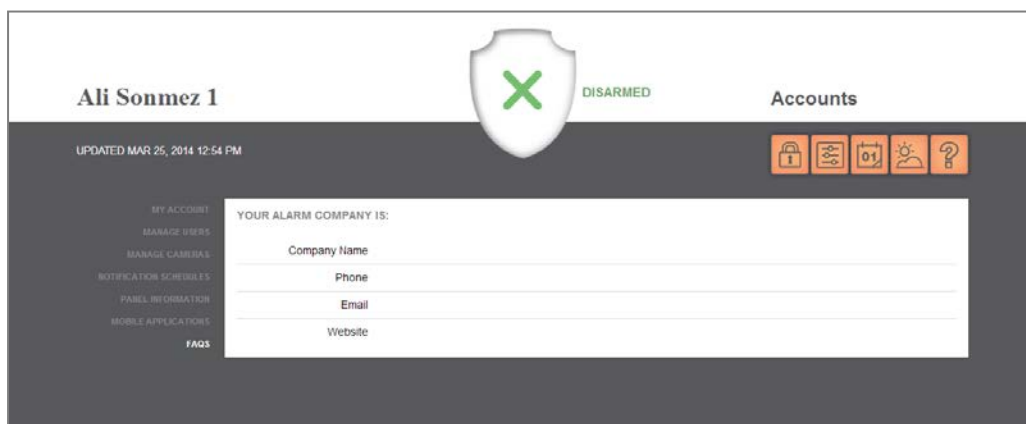 Ali Sonmez 1
DISARMED
Accounts
UPDATED MAR 25, 2014 12:54 PM
01
?
MY ACCOUNT
MANAGE USERS
MANAGE CAMERAS
NOTIFICATION SCHEDULES
PANEL INFORMATION
MOBILE APPLICATIONS
FAQS
YOUR ALARM COMPANY IS:
Company Name
Phone
Email
Website